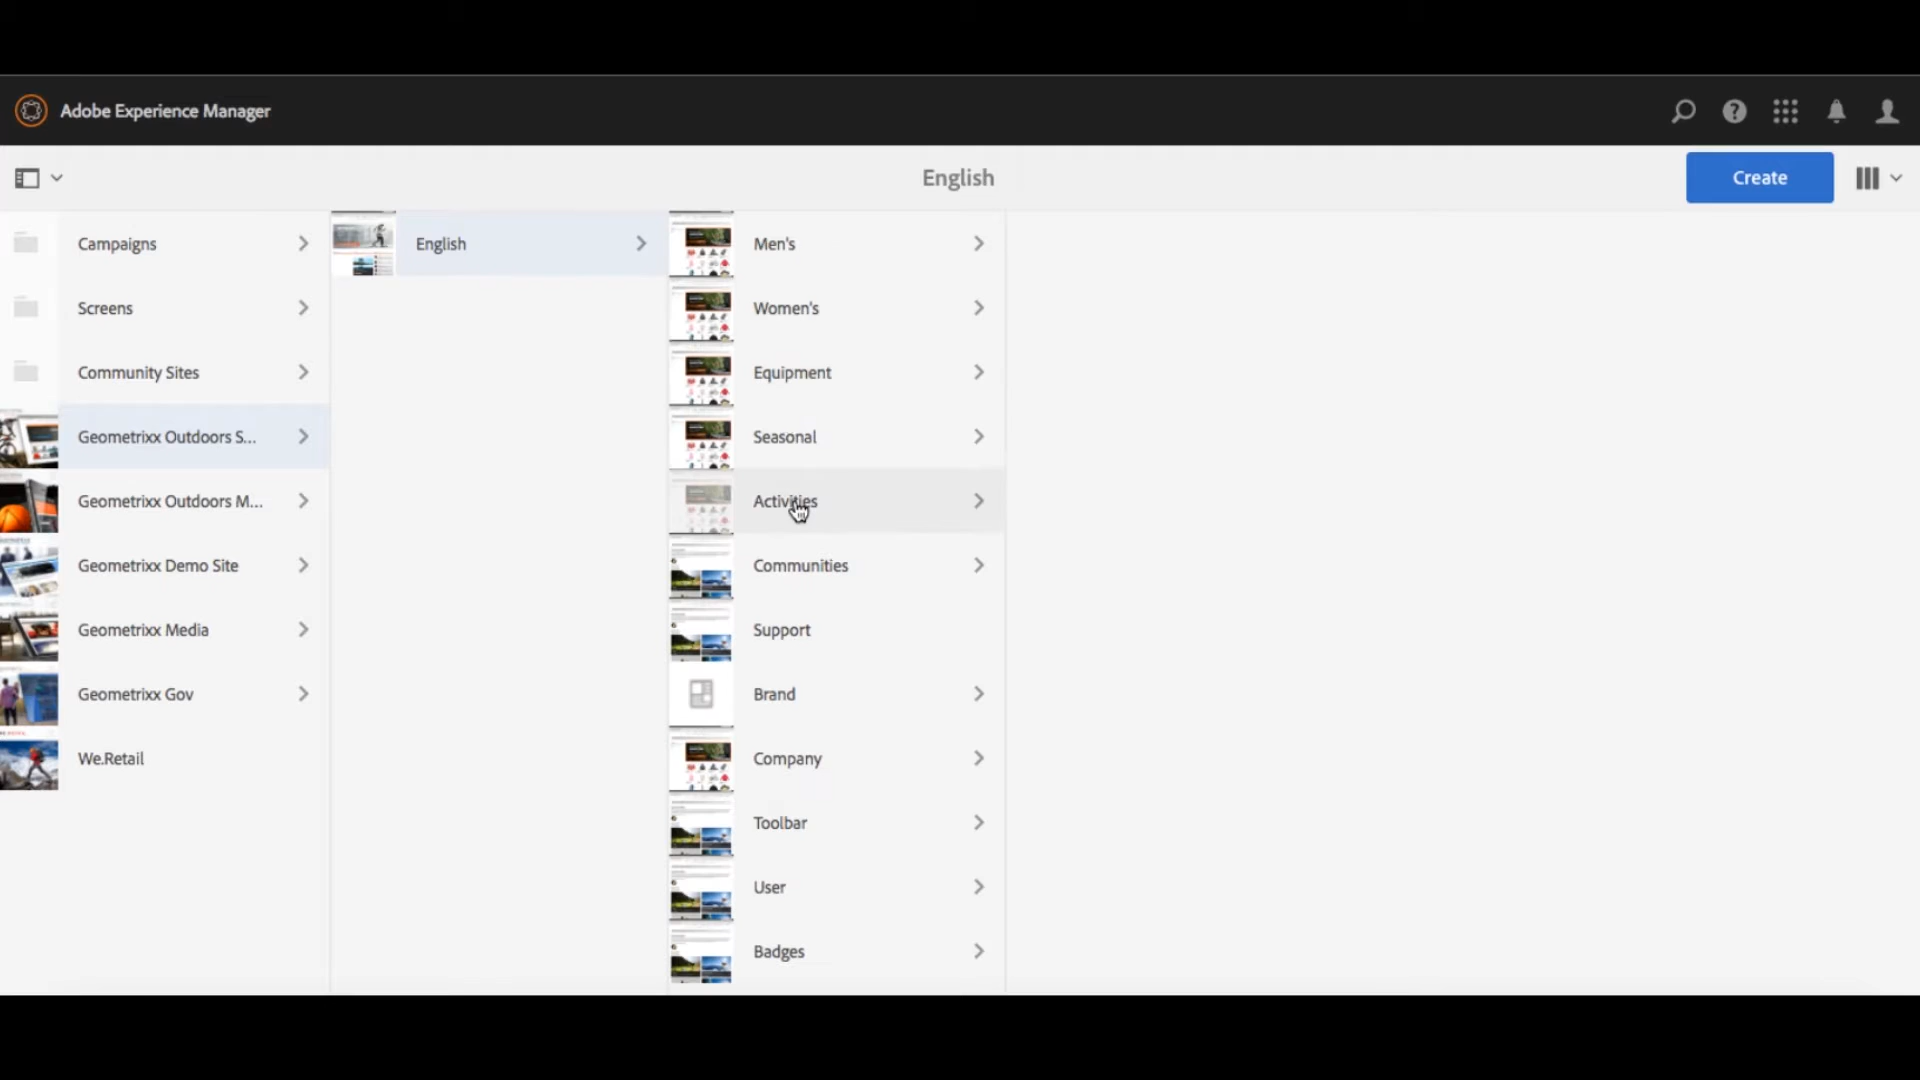 Adobe Experience Manager
English
Create
Campaigns
Screens
Community Sites
Geometrixx Outdoors S...
Geometrixx Outdoors M...
Geometrixx Demo Site
Geometrixx Media
Geometrixx Gov
We.Retail
English
Men's
Women's
Equipment
Seasonal
Activities
Communities
Support
Brand
Company
Toolbar
User
Badges